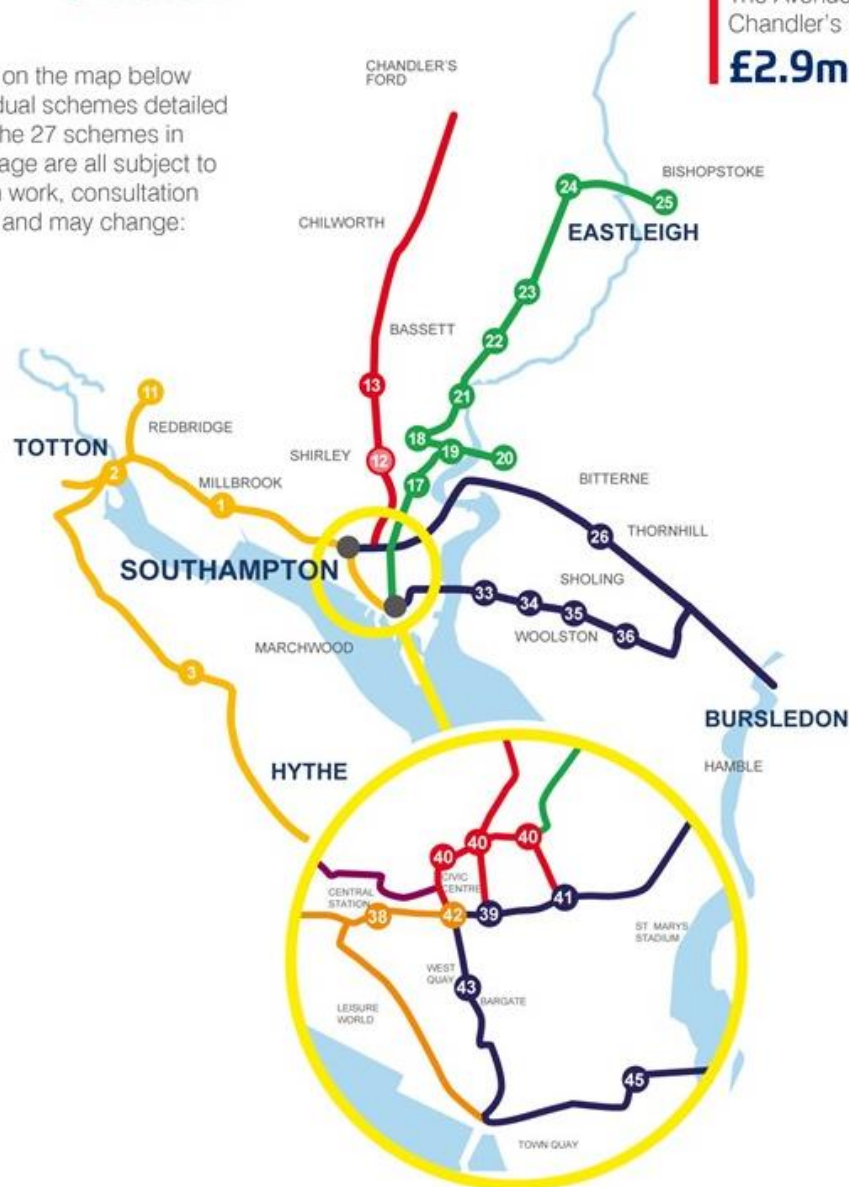 The Avenue
Chandler's
£2.9m
on the map below
dual schemes detailed
he 27 schemes in
age are all subject to
work, consultation
and may change:
CHANDLER'S
FORD
BISHOPSTOKE
24
25
CHILWORTH
EASTLEIGH
23
BASSETT
22
13
21
11
REDBRIDGE
18
TOTTON
19
SHIRLEY
12
20
2
MILLBROOK
17
BITTERNE
1
26
THORNHILL
SOUTHAMPTON
SHOLING
33
34
35
36
WOOLSTON
MARCHWOOD
3
BURSLEDON
HYTHE
HAMBLE
40
40
40
CIVIC
CENTRE
CENTRAL
STATION
41
38
42
39
ST MARYS
STADIUM
WEST
QUAY
43
BARGATE
LEISURE
WORLD
45
TOWN QUAY